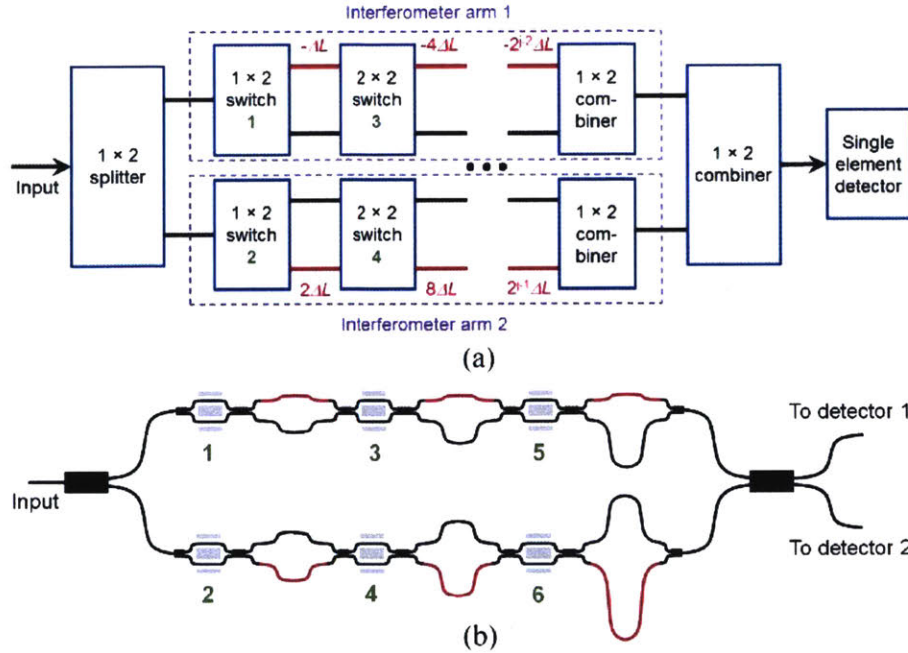 Interferometer arm 1
-ΔL
-4ΔL
-2^{j-2}ΔL
1 × 2
splitter
1 × 2
switch
1
2 × 2
switch
3
1 × 2
com-
biner
Input
1 × 2
combiner
Single
element
detector
1 × 2
switch
2
2 × 2
switch
4
1 × 2
com-
biner
2ΔL
8ΔL
Interferometer arm 2
(a)
1
3
5
To detector 1
Input
2
4
6
To detector 2
(b)